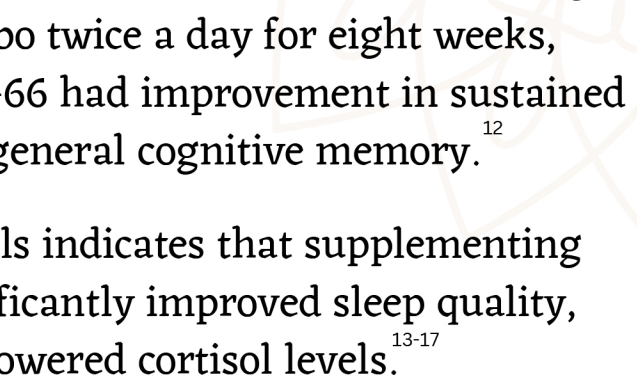 twice a day for eight weeks,
-66 had improvement in sustained
general cognitive memory.12
ls indicates that supplementing
ficantly improved sleep quality,
owered cortisol levels.13-17